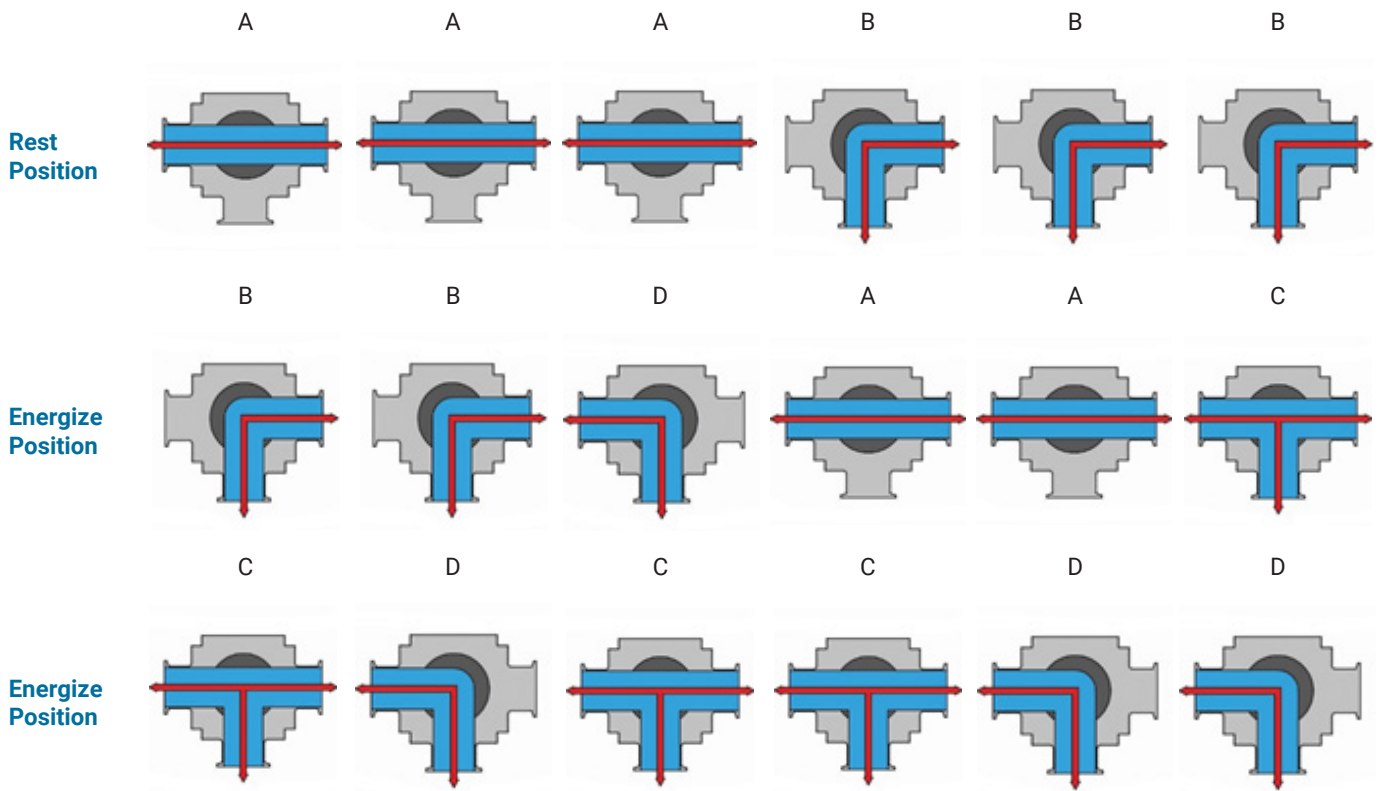 A A A B B B
Rest
Position
B B D A A C
Energize
Position
C D C C D D
Energize
Position